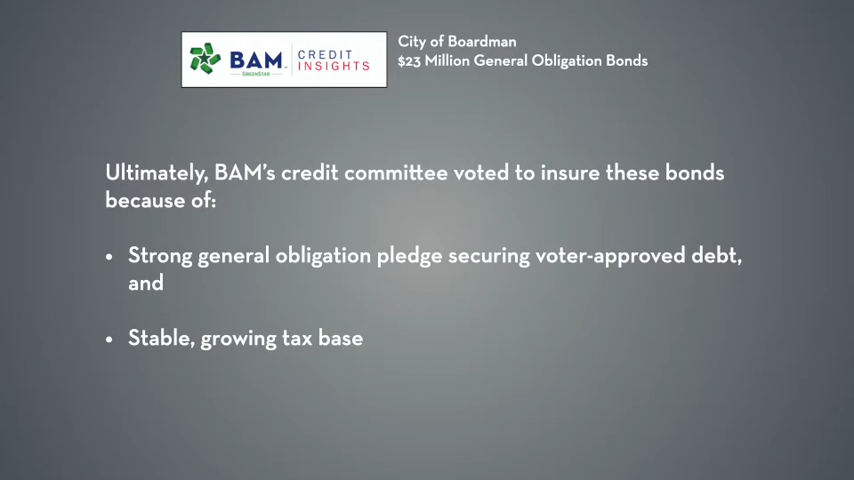 BAM
GREENSTAR
CREDIT
INSIGHTS
City of Boardman
$23 Million General Obligation Bonds
Ultimately, BAM's credit committee voted to insure these bonds
because of:
• Strong general obligation pledge securing voter-approved debt,
and
• Stable, growing tax base